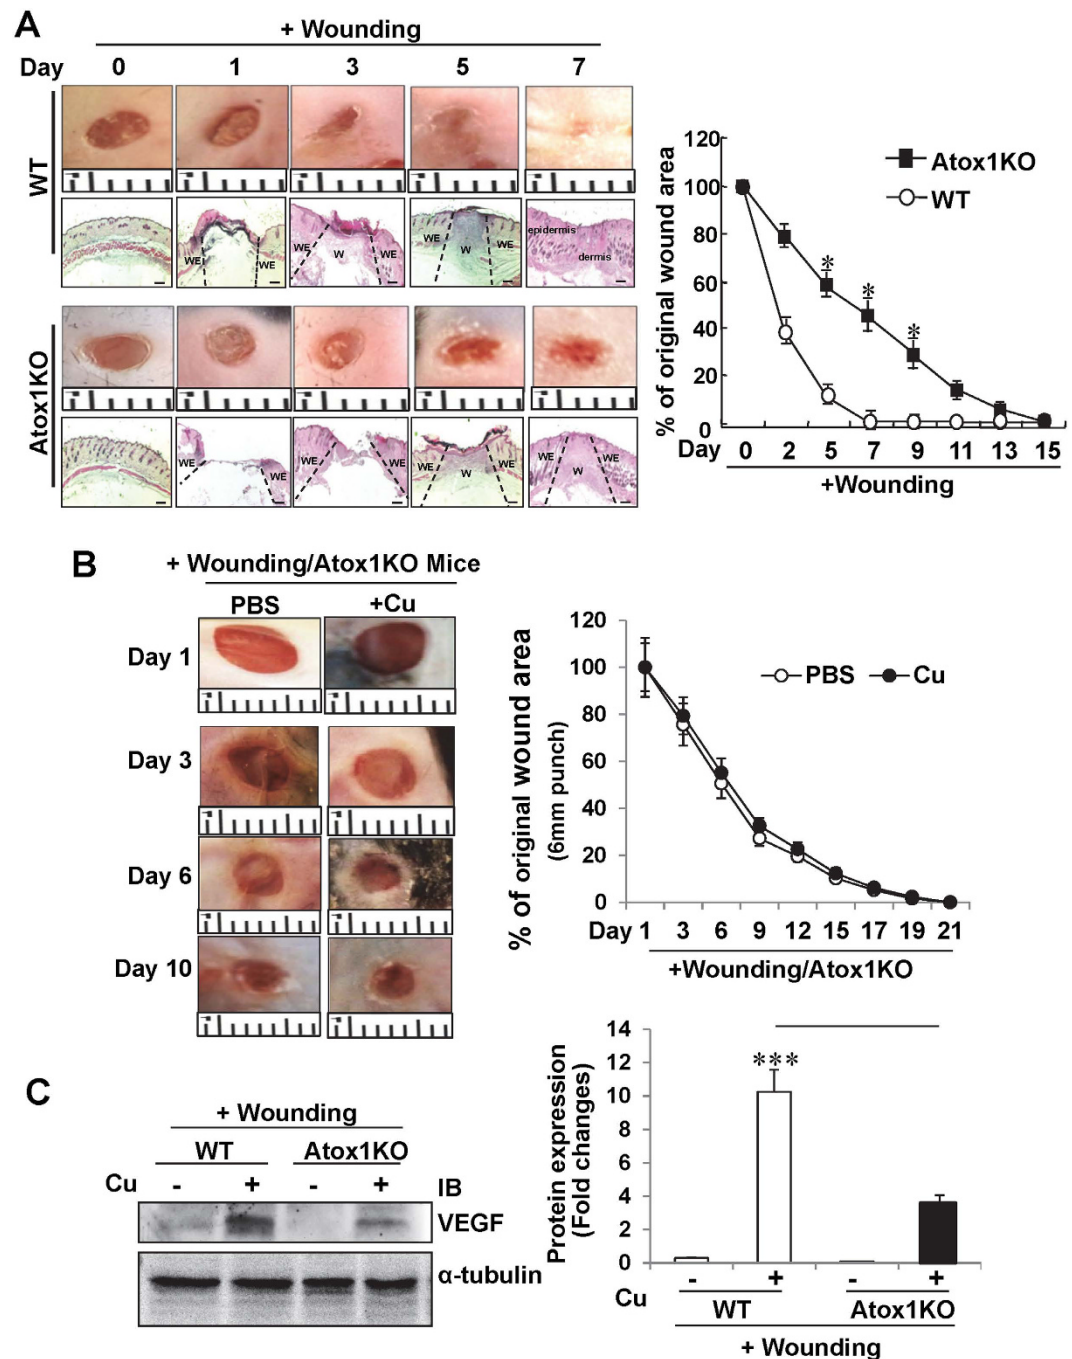 A
+ Wounding
Day 0 1 3 5 7
WT
WE WE
WE W WE
WE W WE
epidermis
dermis
Atox1KO
WE WE
WE WE
WE W WE
WE W WE
% of original wound area
120
100
80
60
40
20
0
Atox1KO
WT
*
*
*
Day 0 2 5 7 9 11 13 15
+Wounding
B
+ Wounding/Atox1KO Mice
PBS +Cu
Day 1
Day 3
Day 6
Day 10
% of original wound area
(6mm punch)
120
100
80
60
40
20
0
PBS Cu
Day 1 3 6 9 12 15 17 19 21
+Wounding/Atox1KO
C
+ Wounding
WT Atox1KO
Cu - + - + IB
VEGF
α-tubulin
Protein expression
(Fold changes)
14
12
10
8
6
4
2
0
***
Cu - + - +
WT Atox1KO
+ Wounding